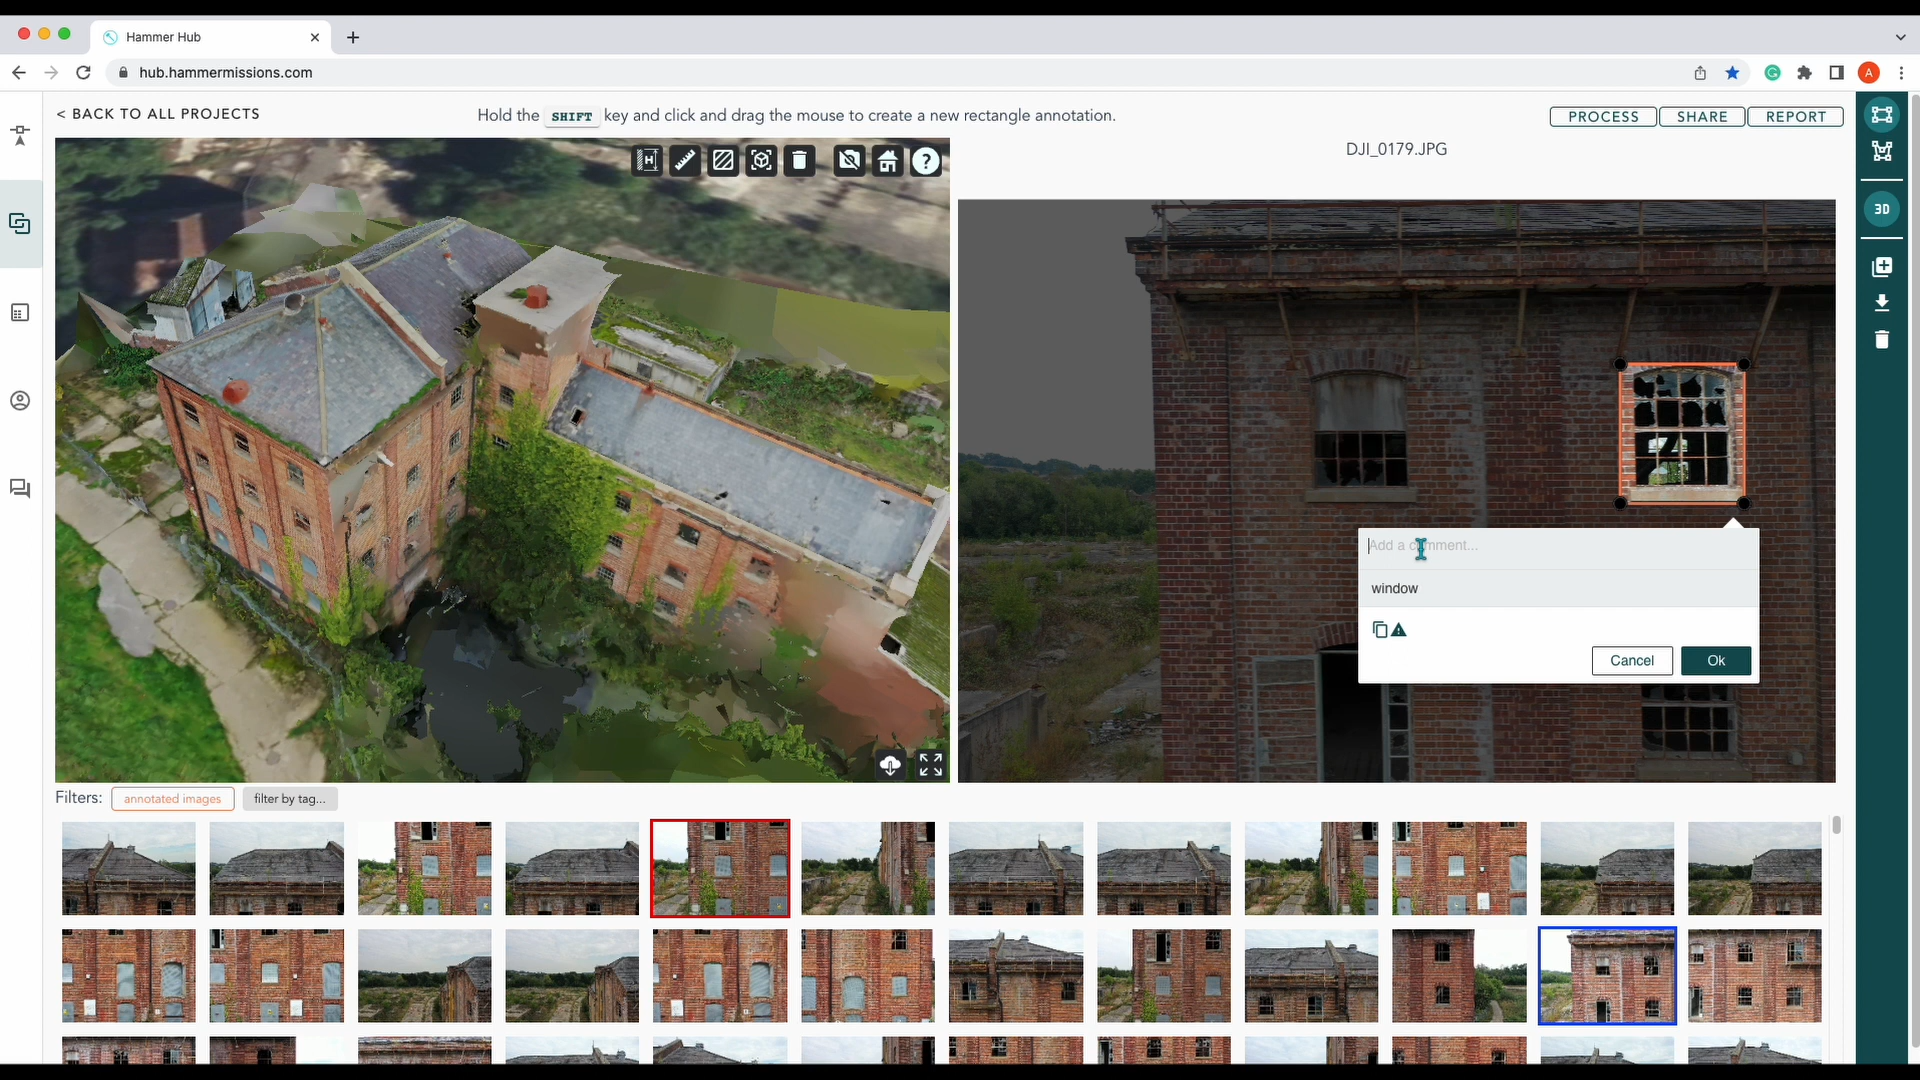 Hammer Hub
hub.hammermissions.com
< BACK TO ALL PROJECTS
Hold the SHIFT key and click and drag the mouse to create a new rectangle annotation.
PROCESS
SHARE
REPORT
DJI_0179.JPG
A
H
?
3D
Add a comment...
window
Cancel
Ok
Filters:
annotated images
filter by tag...